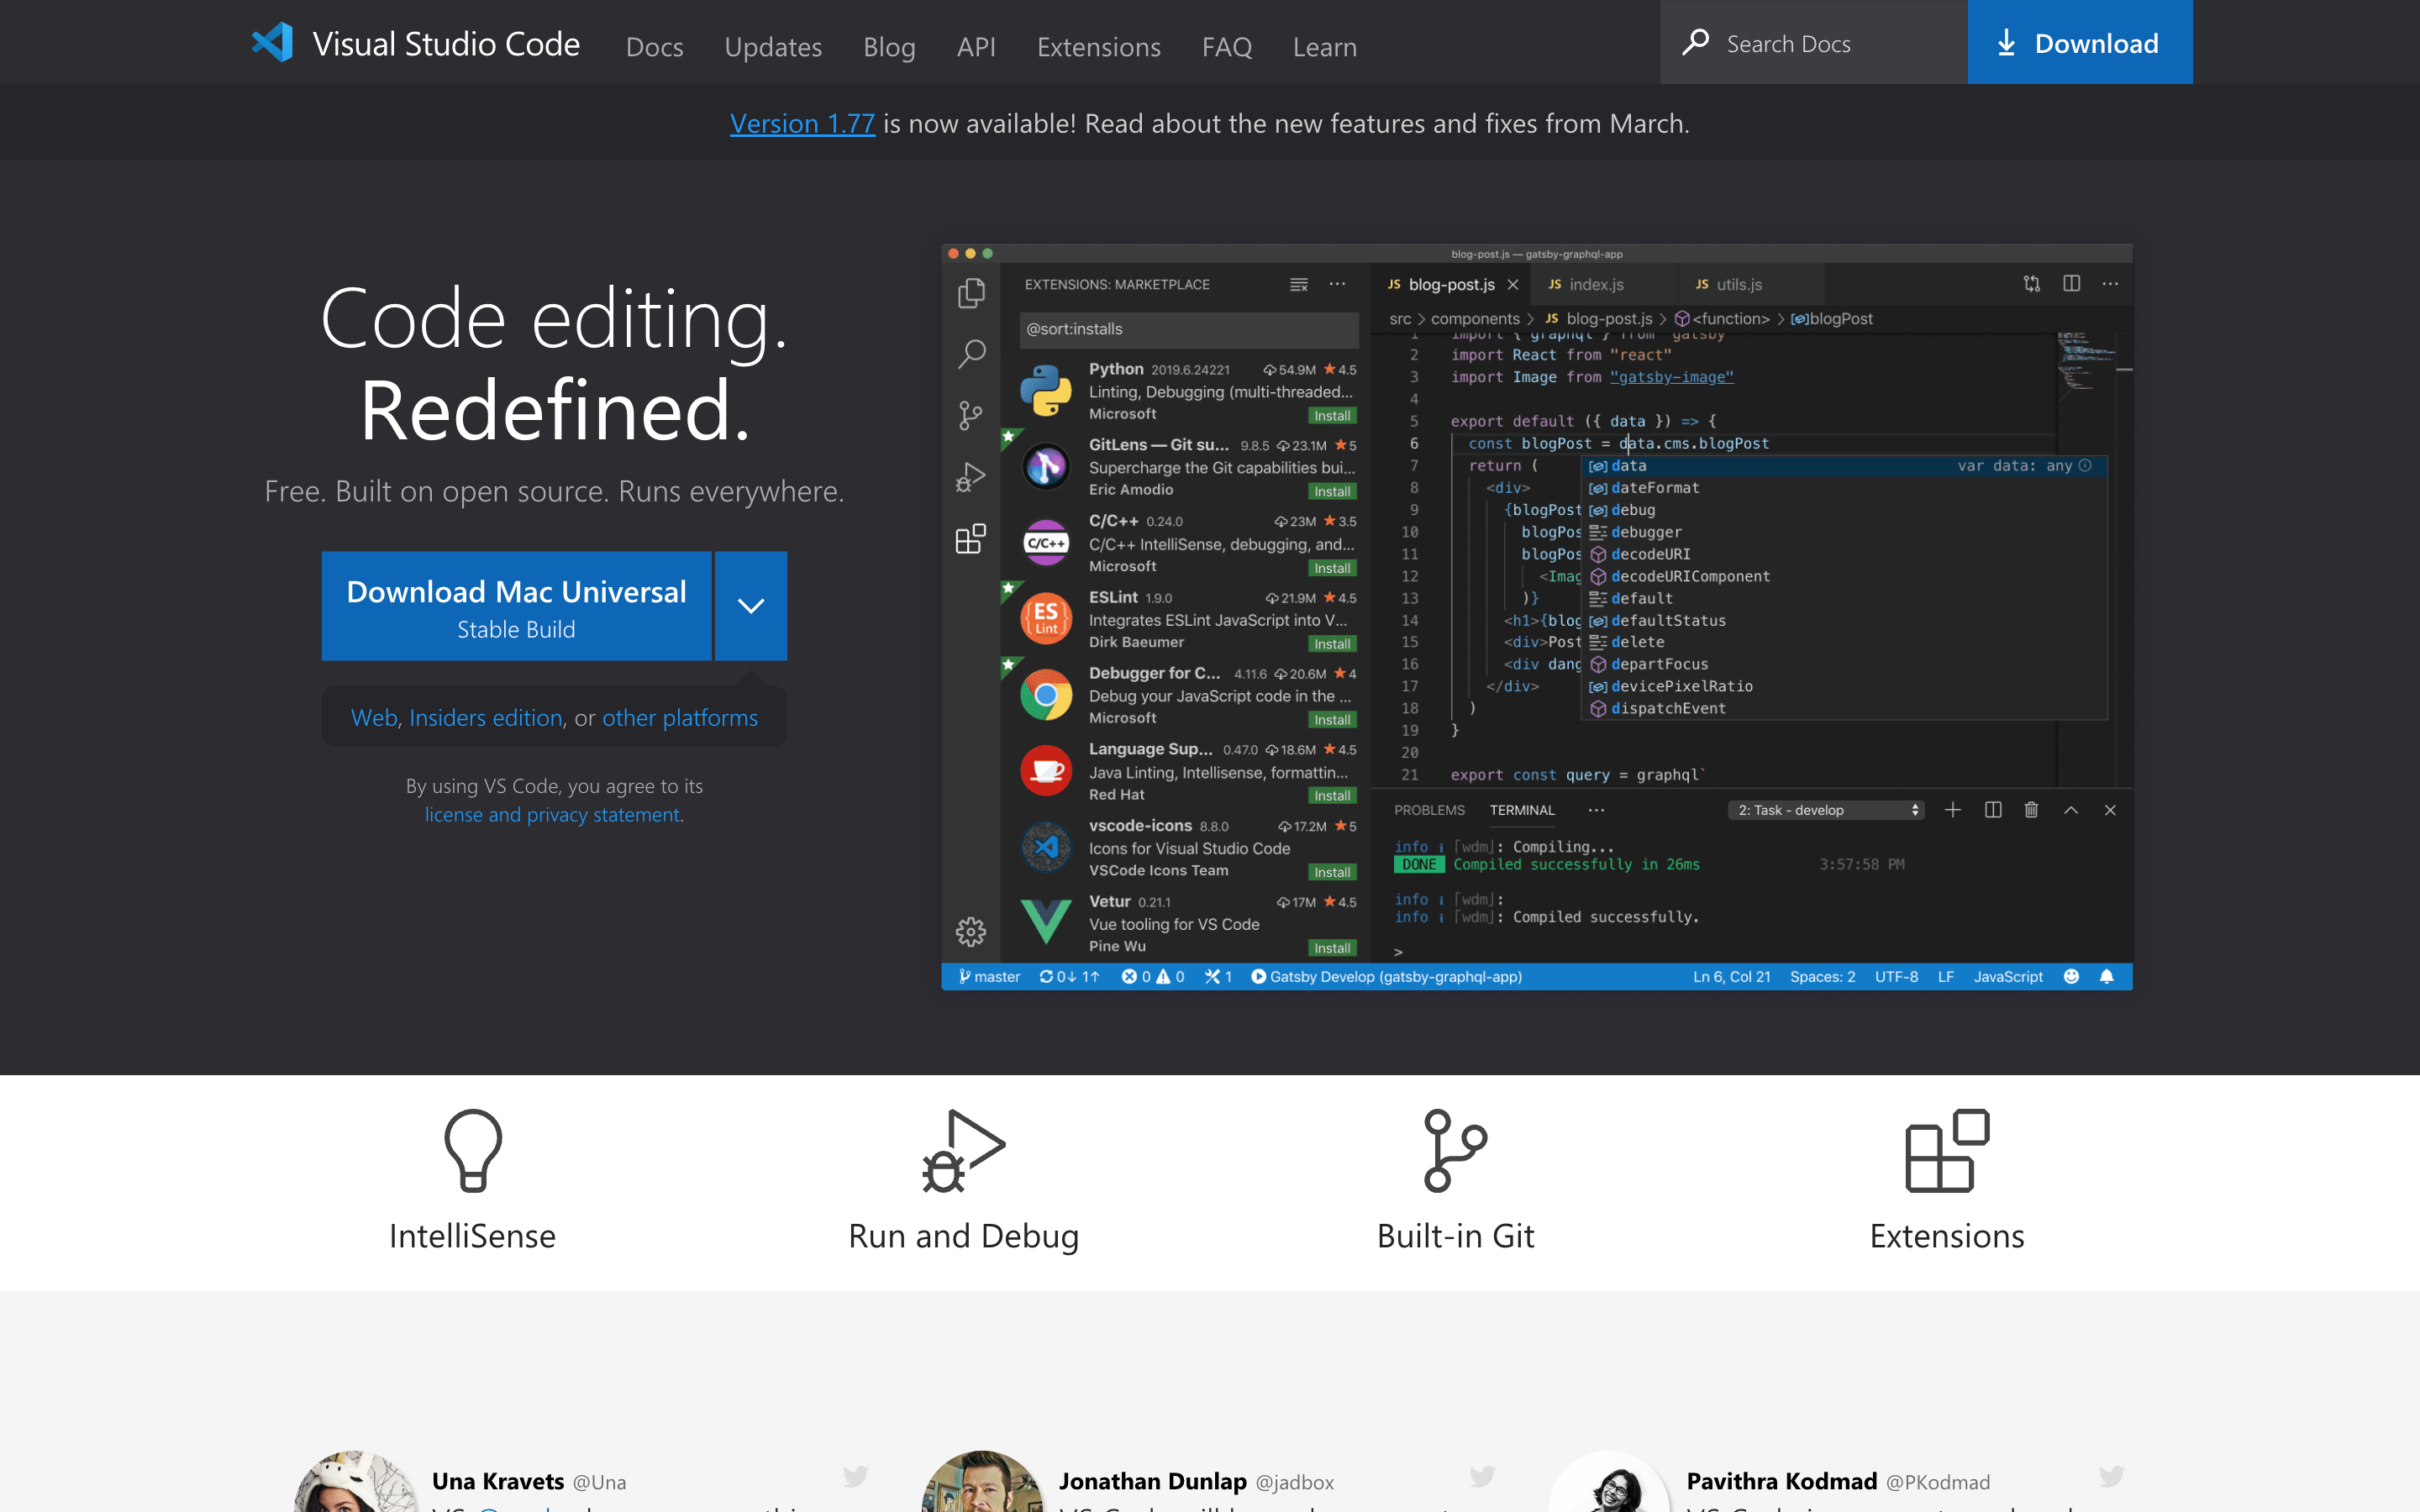 Visual Studio Code Docs Updates Blog API Extensions FAQ Learn Search Docs Download
Version 1.77 is now available! Read about the new features and fixes from March.
Code editing.
Redefined.
Free. Built on open source. Runs everywhere.
Download Mac Universal
Stable Build
Web, Insiders edition, or other platforms
By using VS Code, you agree to its
license and privacy statement.
blog-post.js — gatsby-graphql-app
EXTENSIONS: MARKETPLACE
@sort:installs
Python 2019.6.24221 54.9M 4.5
Linting, Debugging (multi-threaded...
Microsoft Install
GitLens — Git su... 9.8.5 23.1M 5
Supercharge the Git capabilities bui...
Eric Amodio Install
C/C++
C/C++ 0.24.0 23M 3.5
C/C++ IntelliSense, debugging, and...
Microsoft Install
ES
Lint
ESLint 1.9.0 21.9M 4.5
Integrates ESLint JavaScript into V...
Dirk Baeumer Install
Debugger for C... 4.11.6 20.6M 4
Debug your JavaScript code in the ...
Microsoft Install
Language Sup... 0.47.0 18.6M 4.5
Java Linting, Intellisense, formattin...
Red Hat Install
vscode-icons 8.8.0 17.2M 5
Icons for Visual Studio Code
VSCode Icons Team Install
Vetur 0.21.1 17M 4.5
Vue tooling for VS Code
Pine Wu Install
JS blog-post.js JS index.js JS utils.js
src > components > JS blog-post.js > <function> > blogPost
1 import { graphql } from "gatsby"
2 import React from "react"
3 import Image from "gatsby-image"
4
5 export default ({ data }) => {
6 const blogPost = data.cms.blogPost
7 return (
8 <div>
9 {blogPost
10 blogPos
11 blogPos
12 <Imag
13 )}
14 <h1>{blog
15 <div>Post
16 <div dang
17 </div>
18 )
19 }
20
21 export const query = graphql`
data var data: any
dateFormat
debug
debugger
decodeURI
decodeURIComponent
default
defaultStatus
delete
departFocus
devicePixelRatio
dispatchEvent
PROBLEMS TERMINAL ... 2: Task - develop
info i ｢wdm｣: Compiling...
DONE Compiled successfully in 26ms 3:57:58 PM
info i ｢wdm｣:
info i ｢wdm｣: Compiled successfully.
>
master 0↓ 1↑ 0 0 1 Gatsby Develop (gatsby-graphql-app) Ln 6, Col 21 Spaces: 2 UTF-8 LF JavaScript
IntelliSense
Run and Debug
Built-in Git
Extensions
Una Kravets @Una
Jonathan Dunlap @jadbox
Pavithra Kodmad @PKodmad